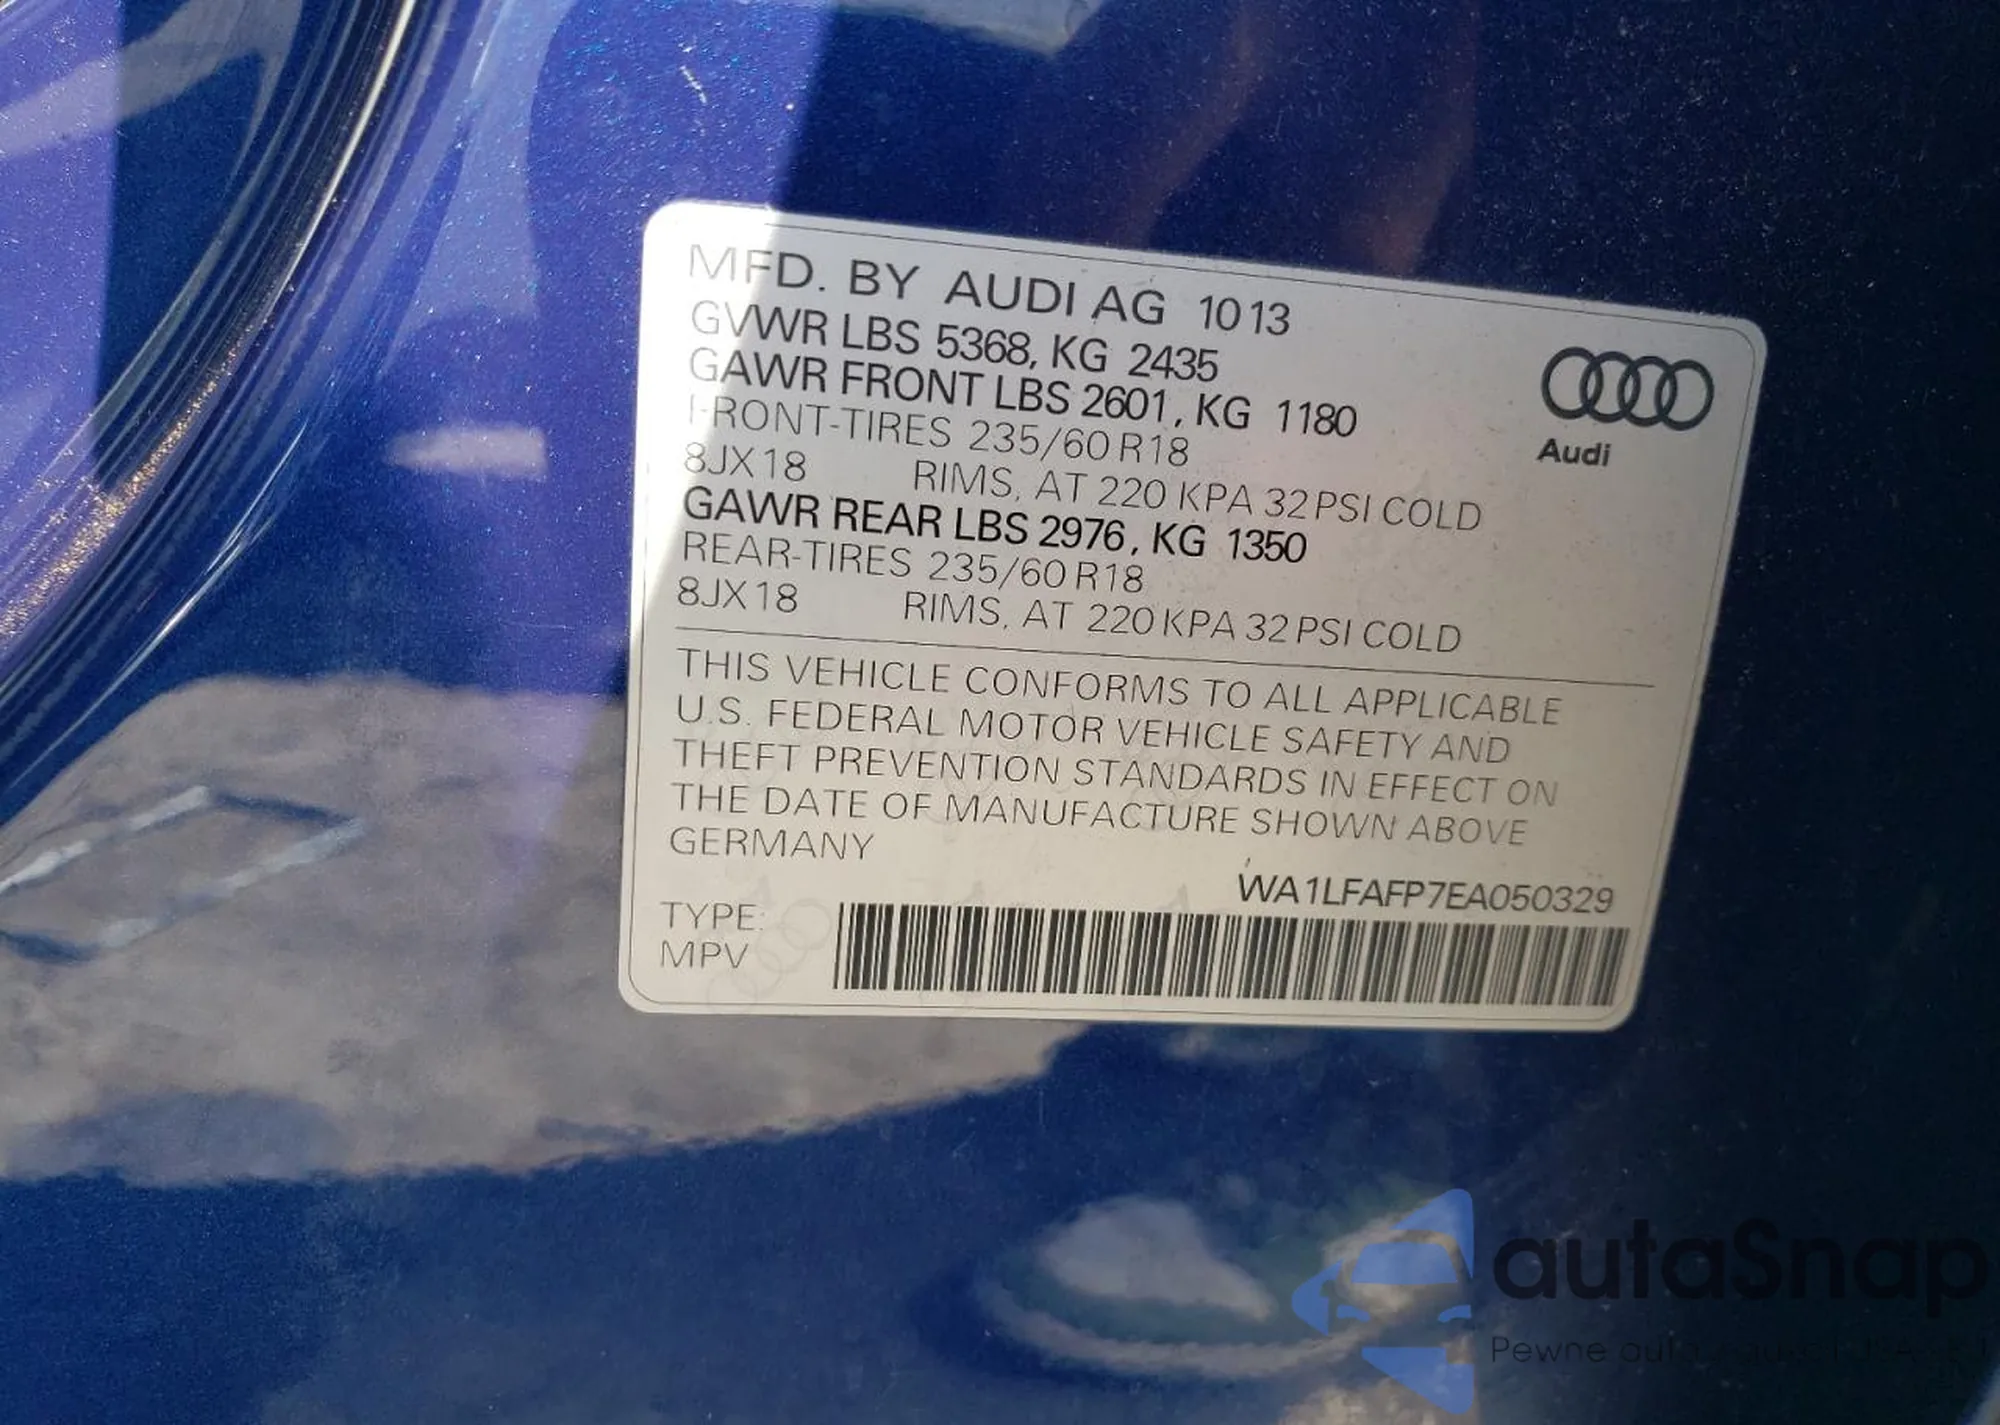 MFD. BY AUDI AG 10 13
GVWR LBS 5368, KG 2435
GAWR FRONT LBS 2601, KG 1180
FRONT-TIRES 235/60 R18
8JX18 RIMS, AT 220 KPA 32 PSI COLD
GAWR REAR LBS 2976, KG 1350
REAR-TIRES 235/60 R18
8JX18 RIMS, AT 220 KPA 32 PSI COLD
Audi
THIS VEHICLE CONFORMS TO ALL APPLICABLE
U.S. FEDERAL MOTOR VEHICLE SAFETY AND
THEFT PREVENTION STANDARDS IN EFFECT ON
THE DATE OF MANUFACTURE SHOWN ABOVE
GERMANY
WA1LFAFP7EA050329
TYPE:
MPV
autaSnap
Pewne